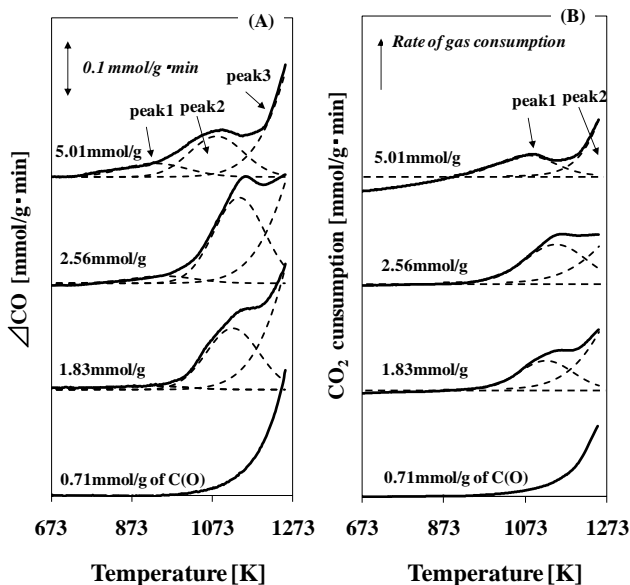 (A)
0.1 mmol/g・min
peak1
peak2
peak3
5.01mmol/g
2.56mmol/g
1.83mmol/g
0.71mmol/g of C(O)
⊿CO [mmol/g・min]
673 873 1073 1273
Temperature [K]
(B)
Rate of gas consumption
peak1
peak2
5.01mmol/g
2.56mmol/g
1.83mmol/g
0.71mmol/g of C(O)
CO₂ cunsumption [mmol/g・min]
673 873 1073 1273
Temperature [K]